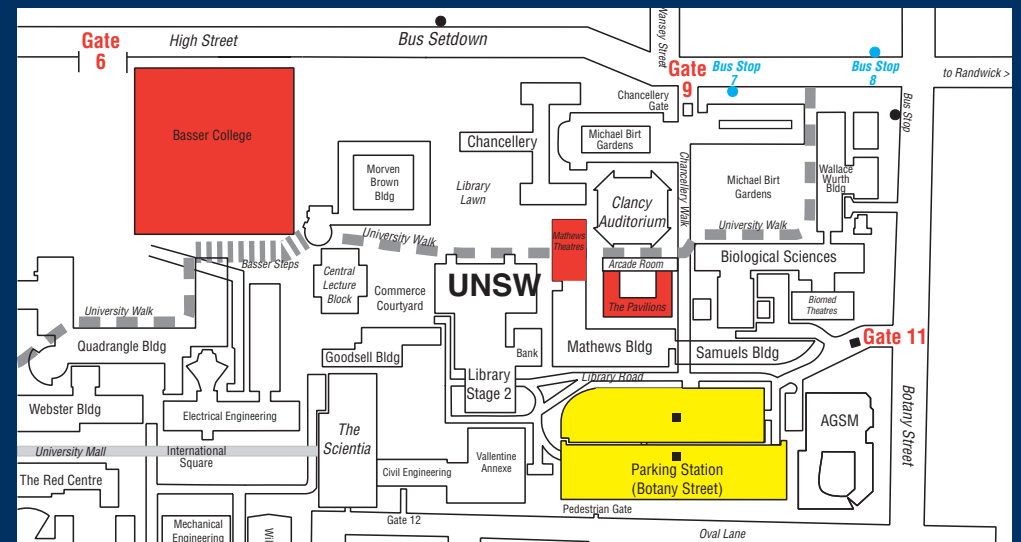 Gate
6
High Street
Bus Setdown
Wansey Street
Gate
9
Bus Stop
7
Bus Stop
8
to Randwick >
Bus Stop
Chancellery
Gate
Basser College
Chancellery
Michael Birt
Gardens
Morven
Brown
Bldg
Library
Lawn
Clancy
Auditorium
Chancellery Walk
Michael Birt
Gardens
Wallace
Wurth
Bldg
University Walk
Mathews
Theatres
University Walk
Basser Steps
Arcade Room
Biological Sciences
Central
Lecture
Block
Commerce
Courtyard
UNSW
The Pavilions
Biomed
Theatres
University Walk
Quadrangle Bldg
Goodsell Bldg
Bank
Mathews Bldg
Samuels Bldg
Gate 11
Library
Stage 2
Library Road
Webster Bldg
Electrical Engineering
The
Scientia
AGSM
Botany Street
University Mall
International
Square
Vallentine
Annexe
Civil Engineering
Parking Station
(Botany Street)
The Red Centre
Pedestrian Gate
Gate 12
Mechanical
Engineering
Oval Lane